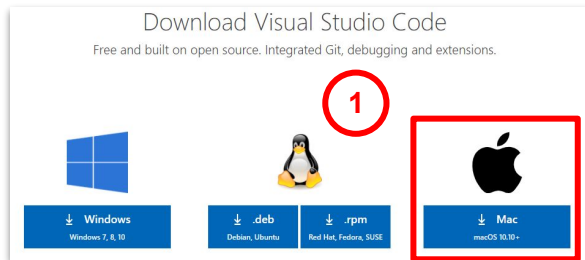 Download Visual Studio Code
Free and built on open source. Integrated Git, debugging and extensions.
1
Windows
Windows 7, 8, 10
.deb
Debian, Ubuntu
.rpm
Red Hat, Fedora, SUSE
Mac
macOS 10.10+